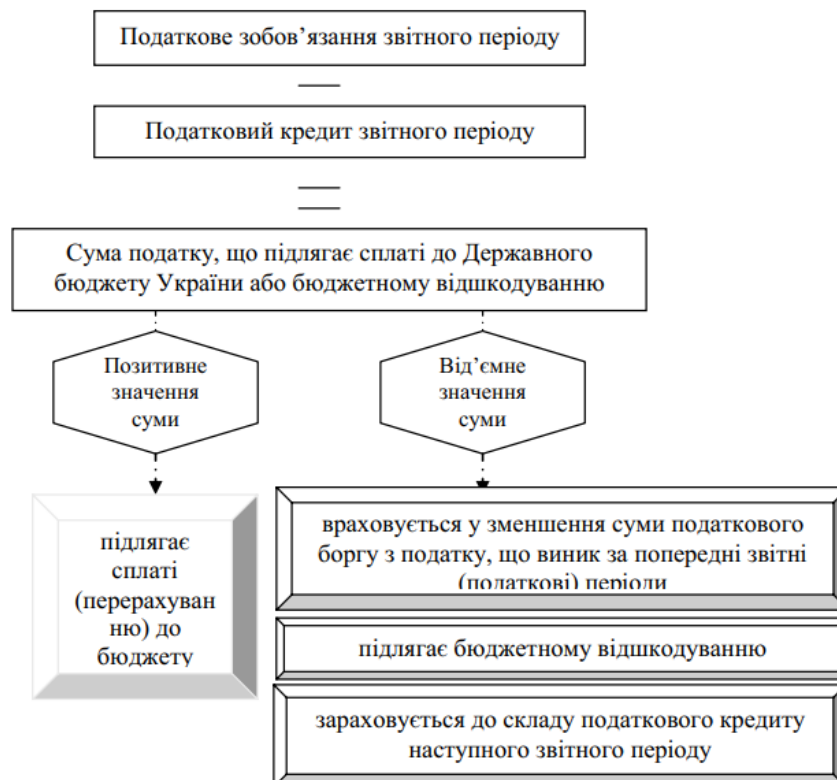 Податкове зобов’язання звітного періоду
—
Податковий кредит звітного періоду
=
Сума податку, що підлягає сплаті до Державного
бюджету України або бюджетному відшкодуванню
Позитивне
значення
суми
Від’ємне
значення
суми
підлягає
сплаті
(перерахуван
ню) до
бюджету
враховується у зменшення суми податкового
боргу з податку, що виник за попередні звітні
(податкові) періоди
підлягає бюджетному відшкодуванню
зараховується до складу податкового кредиту
наступного звітного періоду